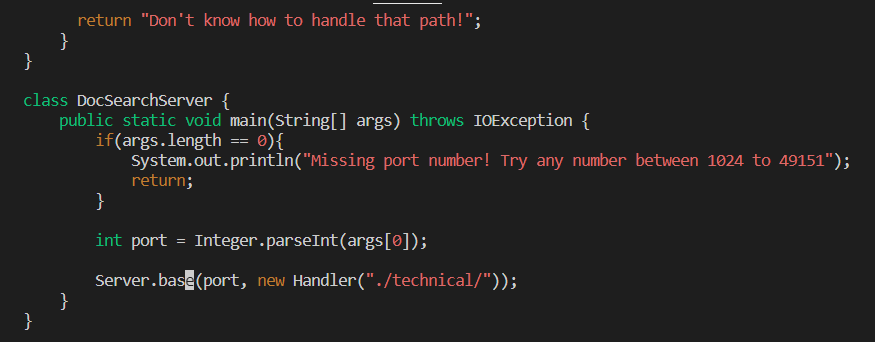 return "Don't know how to handle that path!";
}
}
class DocSearchServer {
public static void main(String[] args) throws IOException {
if(args.length == 0){
System.out.println("Missing port number! Try any number between 1024 to 49151");
return;
}
int port = Integer.parseInt(args[0]);
Server.base(port, new Handler("./technical/"));
}
}